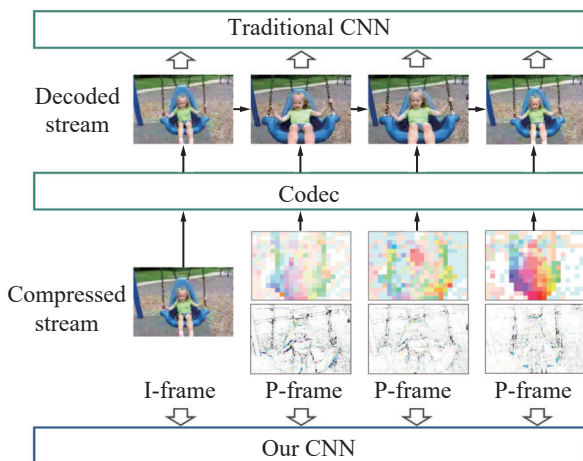 Traditional CNN
Decoded
stream
Codec
Compressed
stream
I-frame P-frame P-frame P-frame
Our CNN